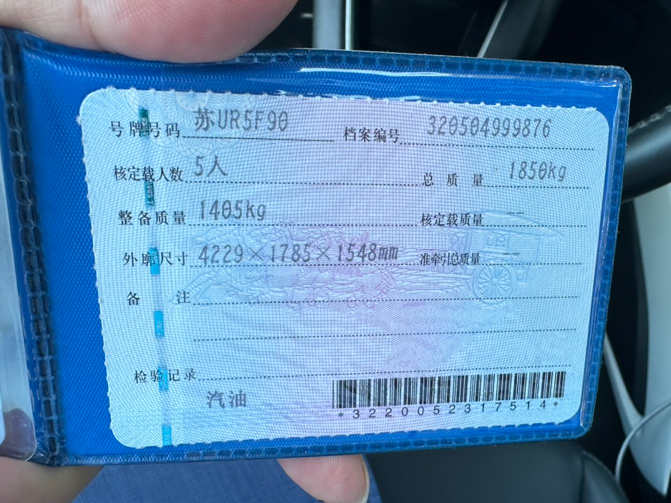 号牌号码 苏UR5F90 档案编号 320504999876
核定载人数 5人 总质量 1850kg
整备质量 1405kg 核定载质量 --
外廓尺寸 4229×1785×1548mm 准牵引总质量 --
备注
检验记录
汽油
*3220052317514*